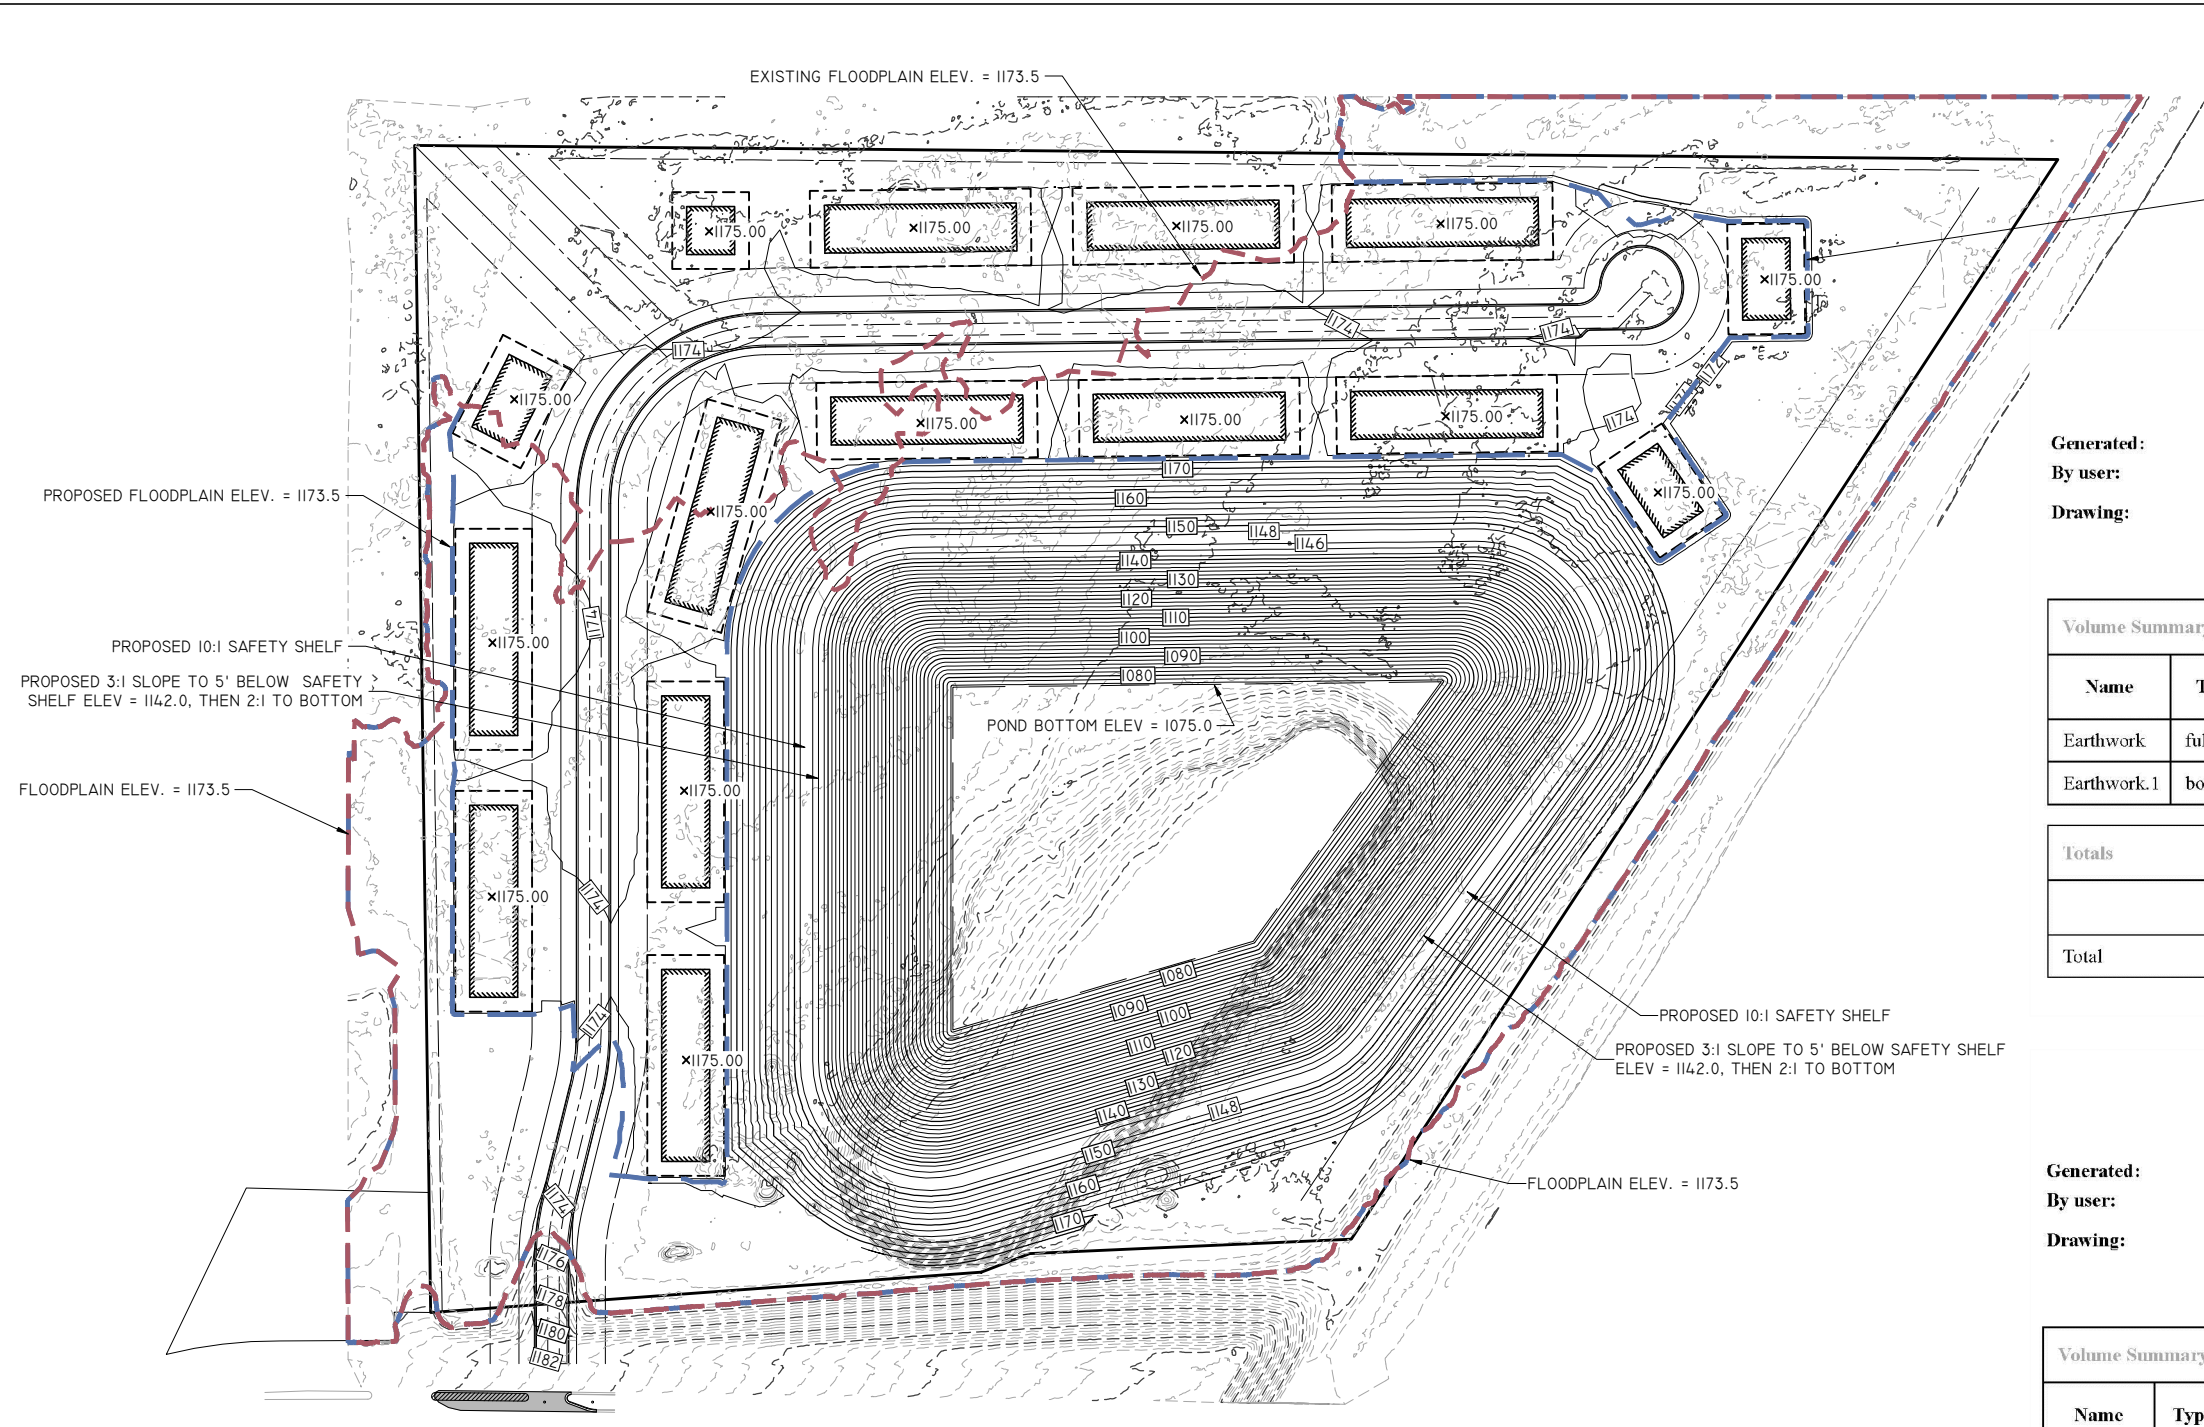 EXISTING FLOODPLAIN ELEV. = 1173.5
×1175.00
×1175.00
×1175.00
×1175.00
×1175.00
1174
1174
1174
1174
1174
×1175.00
×1175.00
×1175.00
×1175.00
1174
Generated:
By user:
Drawing:
1170
PROPOSED FLOODPLAIN ELEV. = 1173.5
1160
×1175.00
×1175.00
1150
1148
1146
1140
1130
1120
1110
1100
1090
1080
1174
×1175.00
PROPOSED 10:1 SAFETY SHELF
PROPOSED 3:1 SLOPE TO 5' BELOW SAFETY
SHELF ELEV = 1142.0, THEN 2:1 TO BOTTOM
POND BOTTOM ELEV = 1075.0
FLOODPLAIN ELEV. = 1173.5
×1175.00
×1175.00
1174
Volume Summary
Name
Earthwork
ful
Earthwork.1
bo
Totals
Total
1080
1090
1100
1110
1120
1130
1140
1148
1150
1160
1170
1174
×1175.00
PROPOSED 10:1 SAFETY SHELF
PROPOSED 3:1 SLOPE TO 5' BELOW SAFETY SHELF
ELEV = 1142.0, THEN 2:1 TO BOTTOM
FLOODPLAIN ELEV. = 1173.5
1174
1176
1178
1180
1182
Generated:
By user:
Drawing:
Volume Summary
Name
Typ